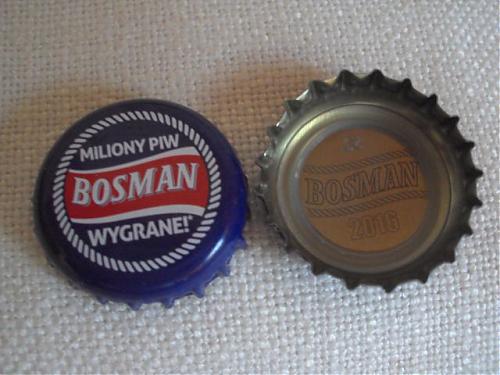 MILIONY PIW
BOSMAN
WYGRANE!*
BOSMAN
2016